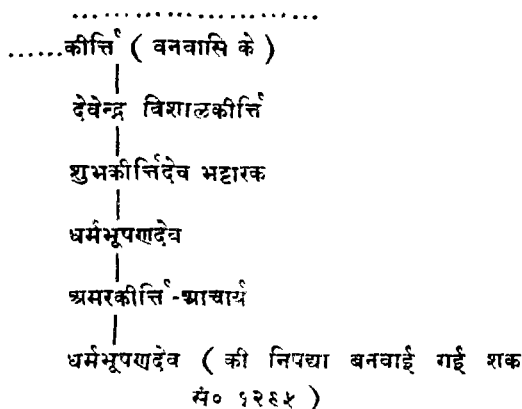 ....................
......कीर्त्ति ( वनवासि के )
देवेन्द्र विशालकीर्त्ति
शुभकीर्त्तिदेव भट्टारक
धर्मभूषणदेव
अमरकीर्त्ति-आचार्य
धर्मभूषणदेव ( की निषद्या बनवाई गई शक
सं० १२९५ )